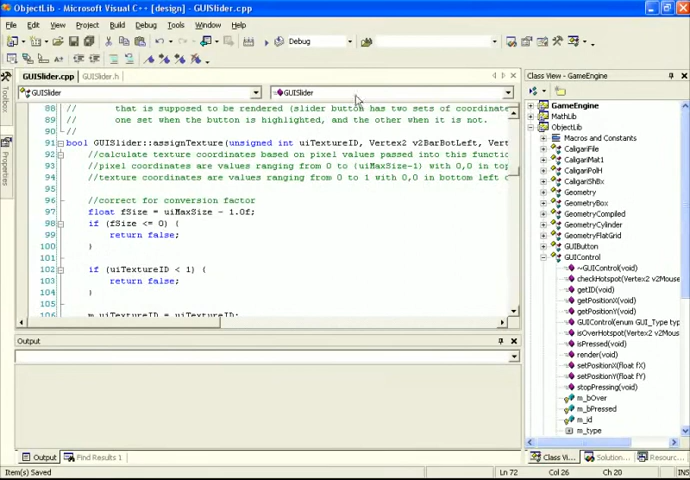 ObjectLib - Microsoft Visual C++ [design] - GUISlider.cpp
File Edit View Project Build Debug Tools Window Help
Debug
GUISlider.cpp GUISlider.h
Class View - GameEngine
GUISlider GUISlider
88 // that is supposed to be rendered (slider button has two sets of coordinate
89 // one set when the button is highlighted, and the other when it is not.
90 //
91 bool GUISlider::assignTexture(unsigned int uiTextureID, Vertex2 v2BarBotLeft, Vert
92 //calculate texture coordinates based on pixel values passed into this functi
93 //pixel coordinates are values ranging from 0 to (uiMaxSize-1) with 0,0 in to
94 //texture coordinates are values ranging from 0 to 1 with 0,0 in bottom left c
95
96 //correct for conversion factor
97 float fSize = uiMaxSize - 1.0f;
98 if (fSize <= 0) {
99 return false;
100 }
101
102 if (uiTextureID < 1) {
103 return false;
104 }
105
106 m_uiTextureID = uiTextureID;
Toolbox
Properties
GameEngine
MathLib
ObjectLib
Macros and Constants
CaligariFile
CaligariMat1
CaligariPolH
CaligariShBx
Geometry
GeometryBox
GeometryCompiled
GeometryCylinder
GeometryFlatGrid
GUIButton
GUIControl
~GUIControl(void)
checkHotspot(Vertex2 v2Mouse
getID(void)
getPositionX(void)
getPositionY(void)
GUIControl(enum GUI_Type typ
isOverHotspot(Vertex2 v2Mous
isPressed(void)
render(void)
setPositionX(float fX)
setPositionY(float fY)
stopPressing(void)
m_bOver
m_bPressed
m_id
m_type
Output
Output Find Results 1
Class Vi... Solution... Resourc...
Item(s) Saved Ln 72 Col 26 Ch 20 INS